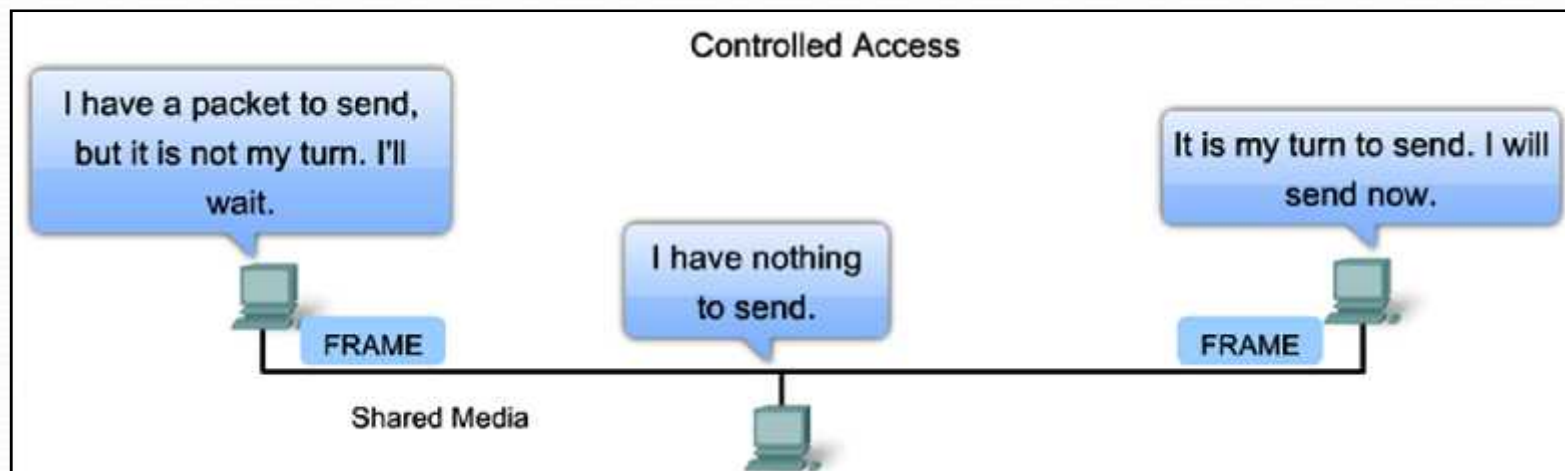 Controlled Access
I have a packet to send,
but it is not my turn. I'll
wait.
It is my turn to send. I will
send now.
I have nothing
to send.
FRAME
FRAME
Shared Media